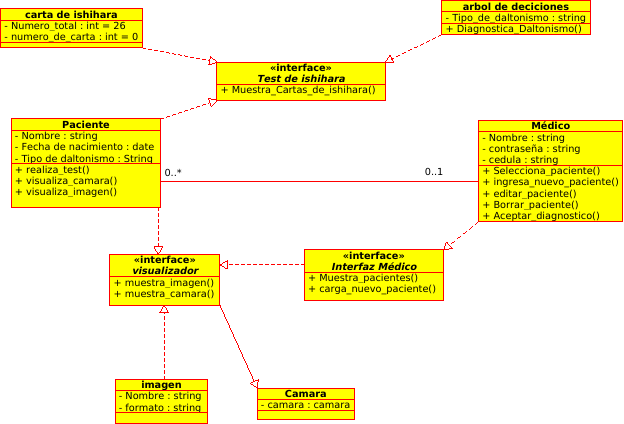 carta de ishihara
- Numero_total : int = 26
- numero_de_carta : int = 0
arbol de deciciones
- Tipo_de_daltonismo : string
+ Diagnostica_Daltonismo()
«interface»
Test de ishihara
+ Muestra_Cartas_de_ishihara()
Paciente
- Nombre : string
- Fecha de nacimiento : date
- Tipo de daltonismo : String
+ realiza_test()
+ visualiza_camara()
+ visualiza_imagen()
0..*
0..1
Médico
- Nombre : string
- contraseña : string
- cedula : string
+ Selecciona_paciente()
+ ingresa_nuevo_paciente()
+ editar_paciente()
+ Borrar_paciente()
+ Aceptar_diagnostico()
«interface»
visualizador
+ muestra_imagen()
+ muestra_camara()
«interface»
Interfaz Médico
+ Muestra_pacientes()
+ carga_nuevo_paciente()
imagen
- Nombre : string
- formato : string
Camara
- camara : camara